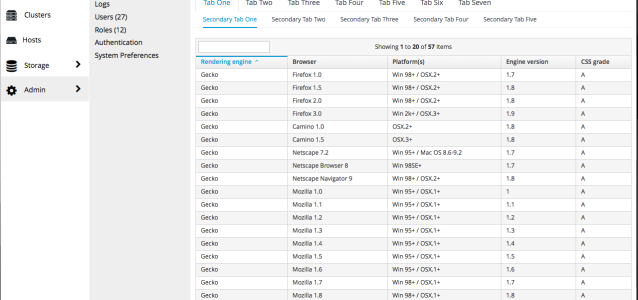 Clusters
Hosts
Storage
Admin
Logs
Users (27)
Roles (12)
Authentication
System Preferences
Tab One Tab Two Tab Three Tab Four Tab Five Tab Six Tab Seven
Secondary Tab One Secondary Tab Two Secondary Tab Three Secondary Tab Four Secondary Tab Five
Showing 1 to 20 of 57 Items
Rendering engine Browser Platform(s) Engine version CSS grade
Gecko Firefox 1.0 Win 98+ / OSX.2+ 1.7 A
Gecko Firefox 1.5 Win 98+ / OSX.2+ 1.8 A
Gecko Firefox 2.0 Win 98+ / OSX.2+ 1.8 A
Gecko Firefox 3.0 Win 2k+ / OSX.3+ 1.9 A
Gecko Camino 1.0 OSX.2+ 1.8 A
Gecko Camino 1.5 OSX.3+ 1.8 A
Gecko Netscape 7.2 Win 95+ / Mac OS 8.6-9.2 1.7 A
Gecko Netscape Browser 8 Win 98SE+ 1.7 A
Gecko Netscape Navigator 9 Win 98+ / OSX.2+ 1.8 A
Gecko Mozilla 1.0 Win 95+ / OSX.1+ 1 A
Gecko Mozilla 1.1 Win 95+ / OSX.1+ 1.1 A
Gecko Mozilla 1.2 Win 95+ / OSX.1+ 1.2 A
Gecko Mozilla 1.3 Win 95+ / OSX.1+ 1.3 A
Gecko Mozilla 1.4 Win 95+ / OSX.1+ 1.4 A
Gecko Mozilla 1.5 Win 95+ / OSX.1+ 1.5 A
Gecko Mozilla 1.6 Win 95+ / OSX.1+ 1.6 A
Gecko Mozilla 1.7 Win 98+ / OSX.1+ 1.7 A
Gecko Mozilla 1.8 Win 98+ / OSX.1+ 1.8 A